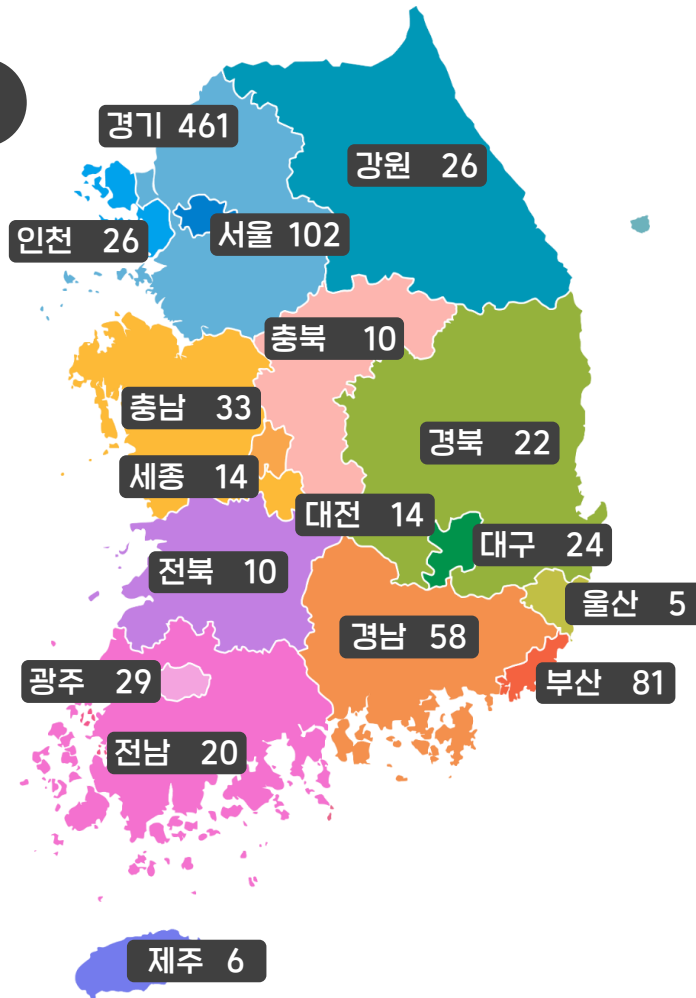 경기 461
강원 26
인천 26
서울 102
충북 10
충남 33
경북 22
세종 14
대전 14
대구 24
전북 10
울산 5
경남 58
광주 29
부산 81
전남 20
제주 6